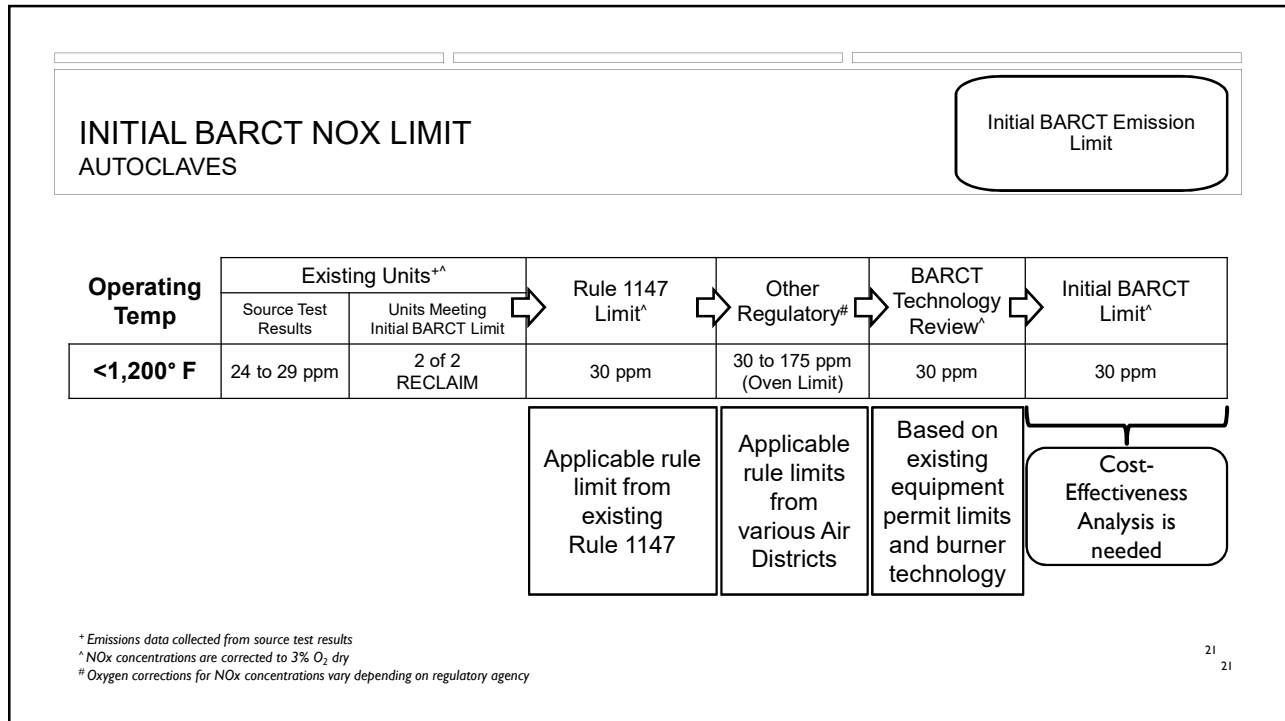 INITIAL BARCT NOX LIMIT
AUTOCLAVES
Initial BARCT Emission
Limit
Operating
Temp
Existing Units+^
Source Test
Results
Units Meeting
Initial BARCT Limit
Rule 1147
Limit^
Other
Regulatory#
BARCT
Technology
Review^
Initial BARCT
Limit^
<1,200° F
24 to 29 ppm
2 of 2
RECLAIM
30 ppm
30 to 175 ppm
(Oven Limit)
30 ppm
30 ppm
Applicable rule
limit from
existing
Rule 1147
Applicable
rule limits
from
various Air
Districts
Based on
existing
equipment
permit limits
and burner
technology
Cost-
Effectiveness
Analysis is
needed
+ Emissions data collected from source test results
^ NOx concentrations are corrected to 3% O2 dry
# Oxygen corrections for NOx concentrations vary depending on regulatory agency
21
21